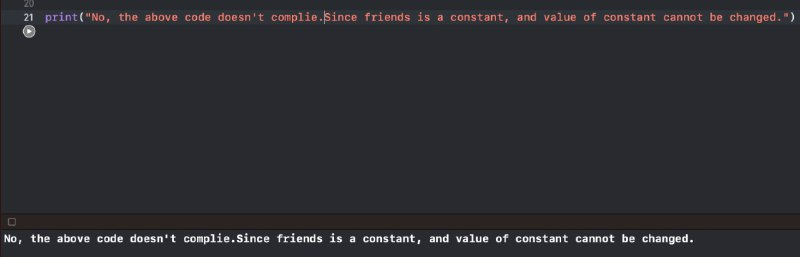 20
21 print("No, the above code doesn't complie.Since friends is a constant, and value of constant cannot be changed.")
No, the above code doesn't complie.Since friends is a constant, and value of constant cannot be changed.